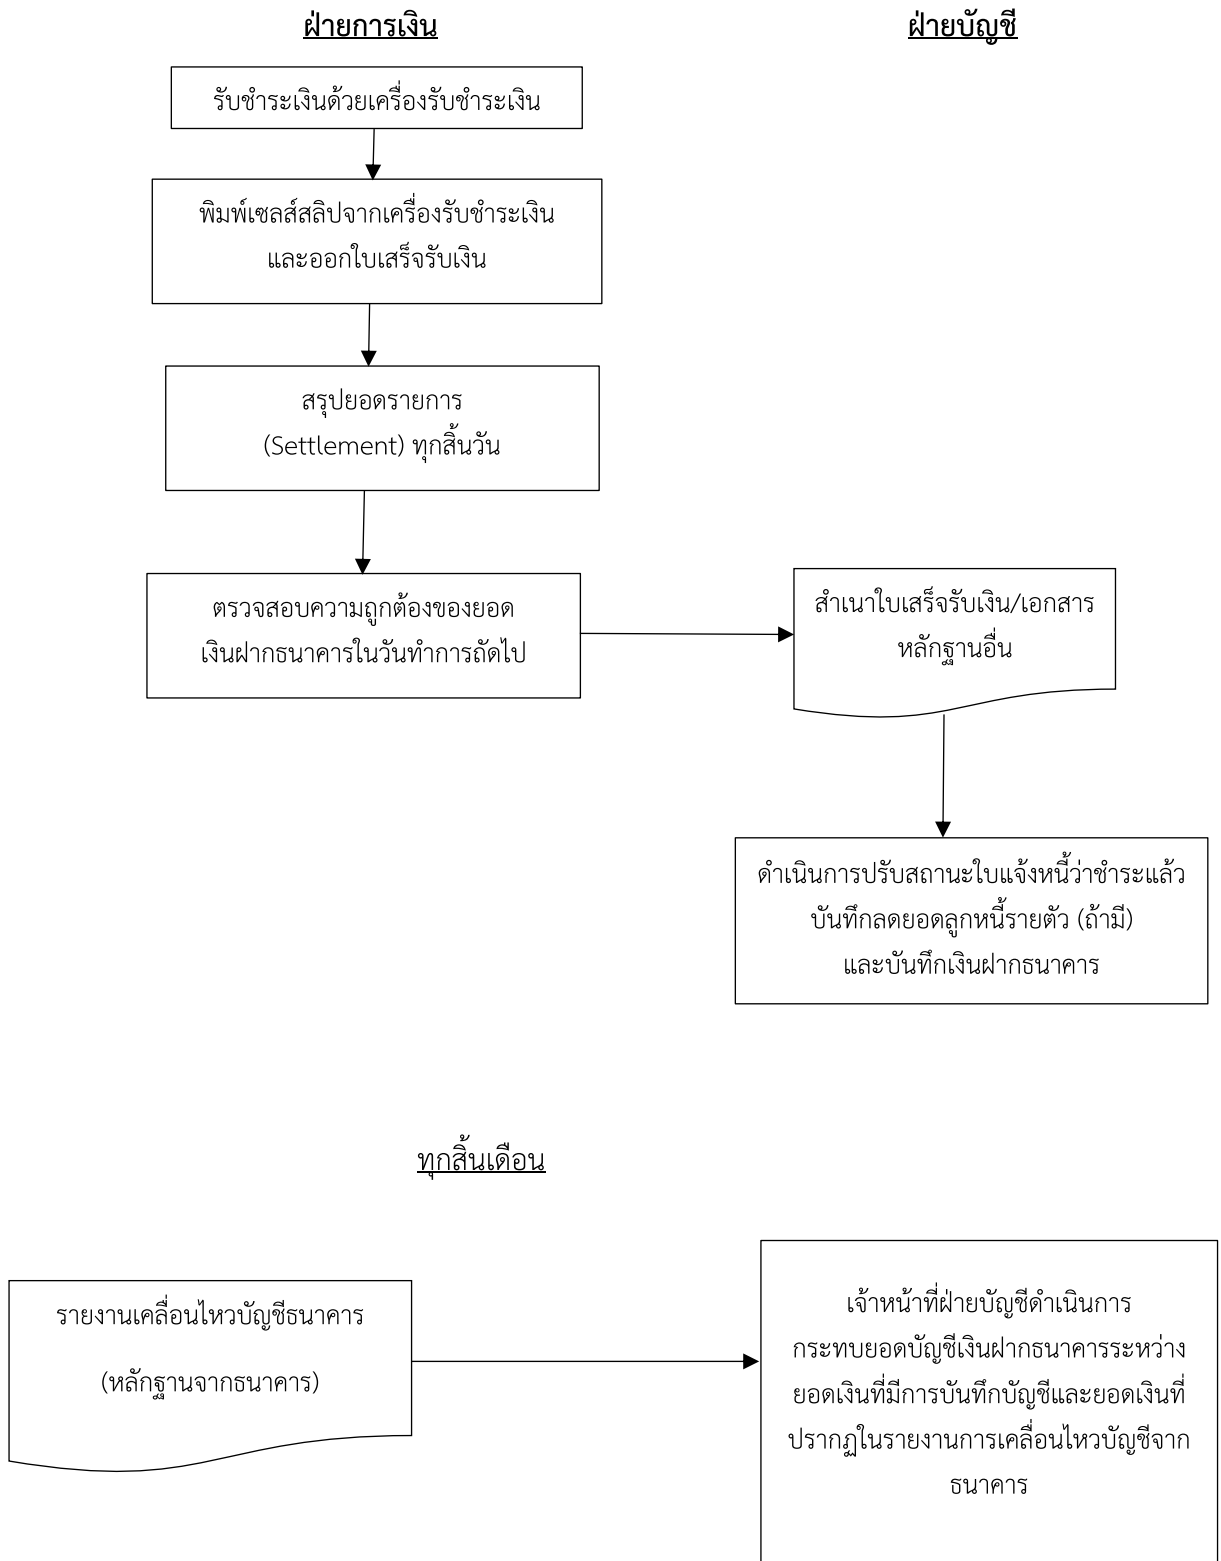 ฝ่ายการเงิน
ฝ่ายบัญชี
รับชำระเงินด้วยเครื่องรับชำระเงิน
พิมพ์เซลส์สลิปจากเครื่องรับชำระเงิน
และออกใบเสร็จรับเงิน
สรุปยอดรายการ
(Settlement) ทุกสิ้นวัน
ตรวจสอบความถูกต้องของยอด
เงินฝากธนาคารในวันทำการถัดไป
สำเนาใบเสร็จรับเงิน/เอกสาร
หลักฐานอื่น
ดำเนินการปรับสถานะใบแจ้งหนี้ว่าชำระแล้ว
บันทึกลดยอดลูกหนี้รายตัว (ถ้ามี)
และบันทึกเงินฝากธนาคาร
ทุกสิ้นเดือน
รายงานเคลื่อนไหวบัญชีธนาคาร
(หลักฐานจากธนาคาร)
เจ้าหน้าที่ฝ่ายบัญชีดำเนินการ
กระทบยอดบัญชีเงินฝากธนาคารระหว่าง
ยอดเงินที่มีการบันทึกบัญชีและยอดเงินที่
ปรากฏในรายงานการเคลื่อนไหวบัญชีจาก
ธนาคาร